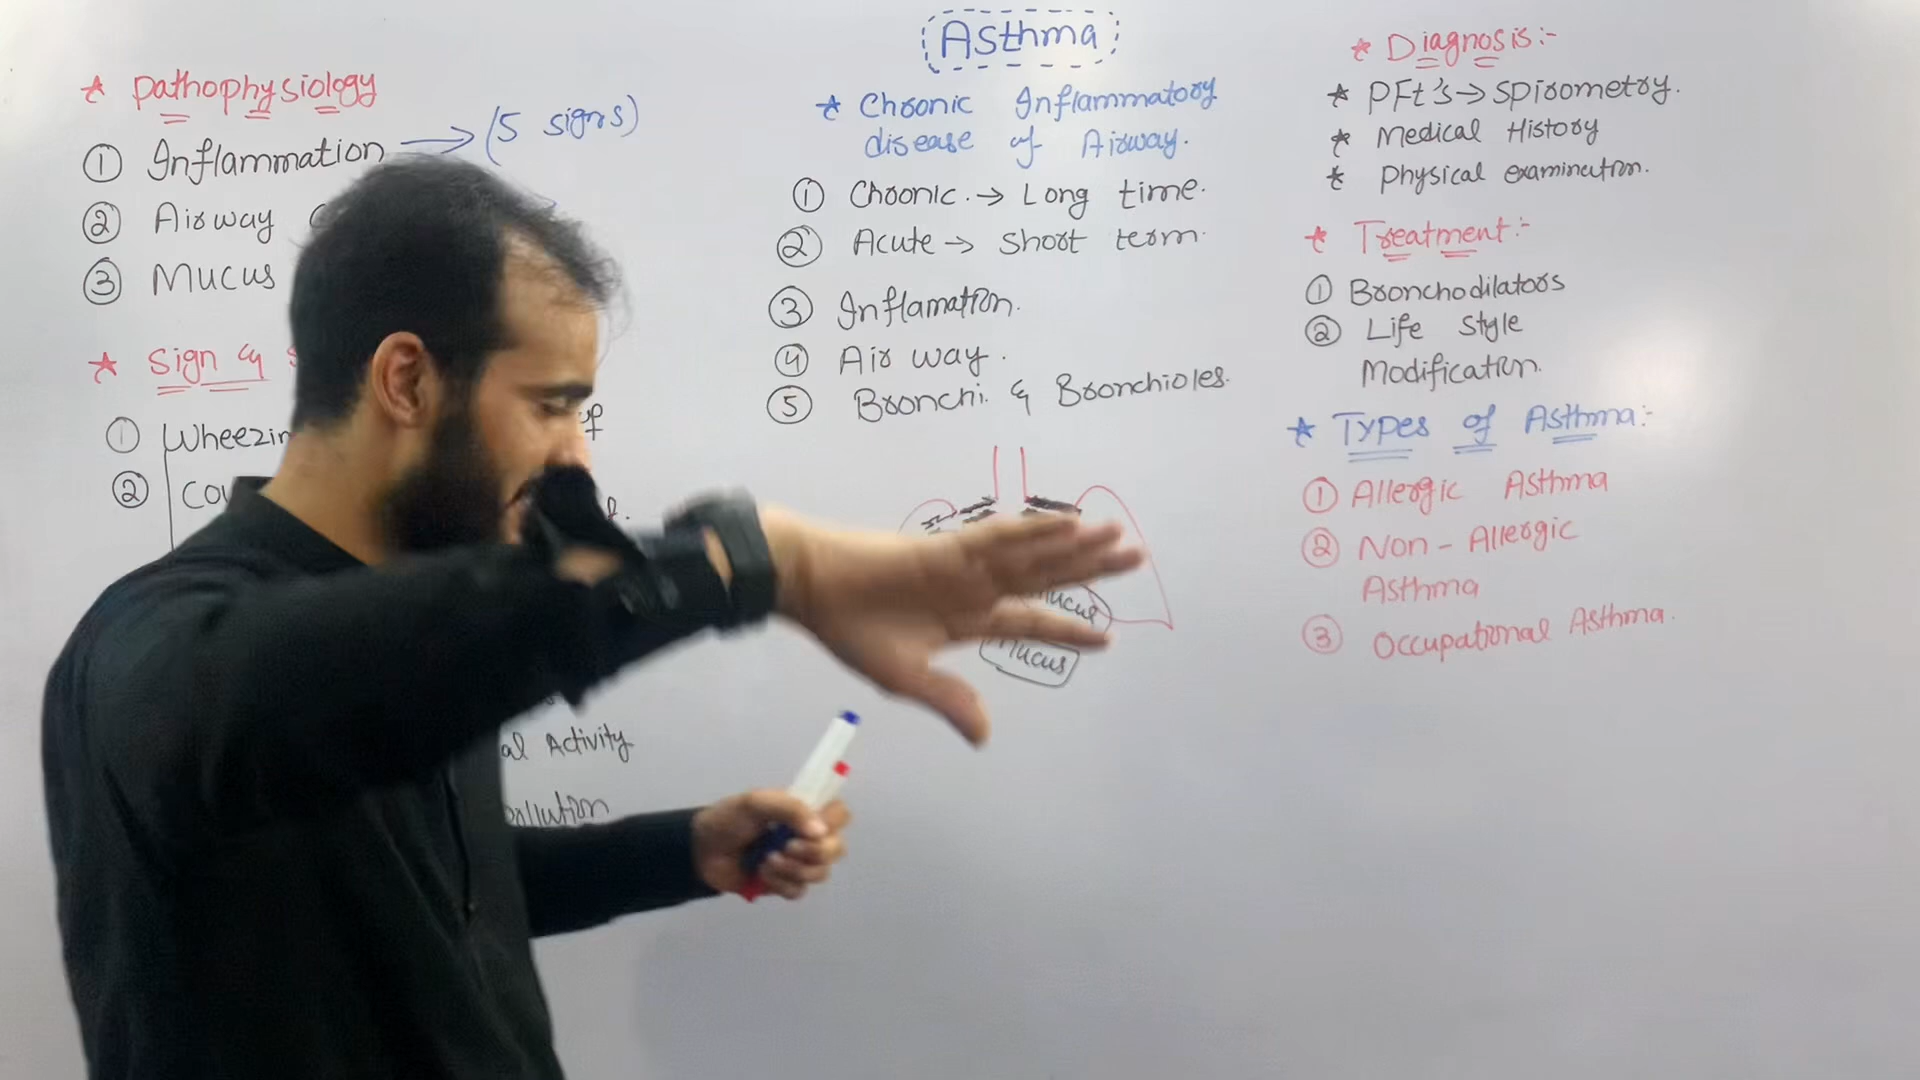 Asthma
* Pathophysiology
① Inflammation → (5 signs)
② Airway
③ Mucus
* Sign &
①
②
Activity
* Chronic Inflammatory
disease of Airway.
① Chronic. → Long time.
② Acute → Short term.
③ Inflamation.
④ Air way.
⑤ Bronchi. & Bronchioles.
Mucus
Mucus
* Diagnosis:-
* PFt's → Spirometry.
* Medical History
* Physical examination.
* Treatment:-
① Bronchodilators
② Life Style
Modification.
* Types of Asthma:-
① Allergic Asthma
② Non-Allergic
Asthma
③ Occupational Asthma.